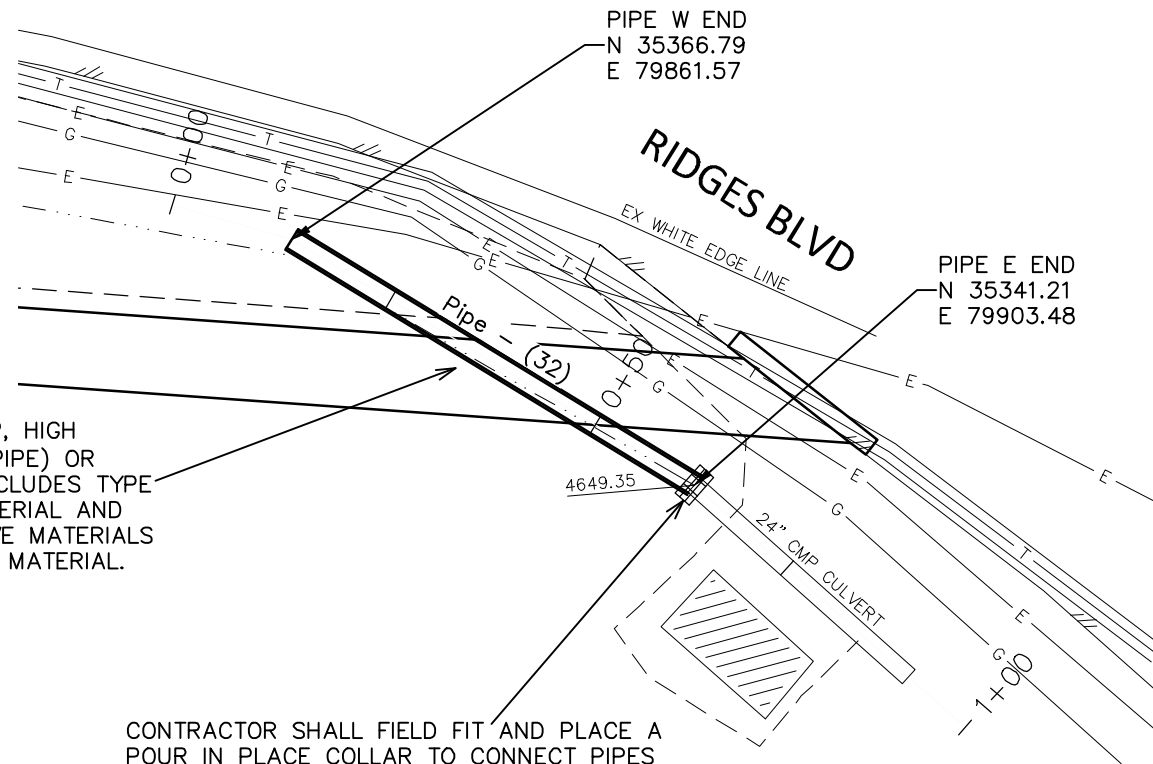 PIPE W END
N 35366.79
E 79861.57
RIDGES BLVD
EX WHITE EDGE LINE
PIPE E END
N 35341.21
E 79903.48
0+00
T
T
T
T
T
E
E
E
E
E
E
E
E
E
E
E
E
G
G
G
G
G
G
Pipe - (32)
0+50
4649.35
24" CMP CULVERT
1+00
, HIGH
PIPE) OR
CLUDES TYPE
ERIAL AND
VE MATERIALS
MATERIAL.
CONTRACTOR SHALL FIELD FIT AND PLACE A
POUR IN PLACE COLLAR TO CONNECT PIPES